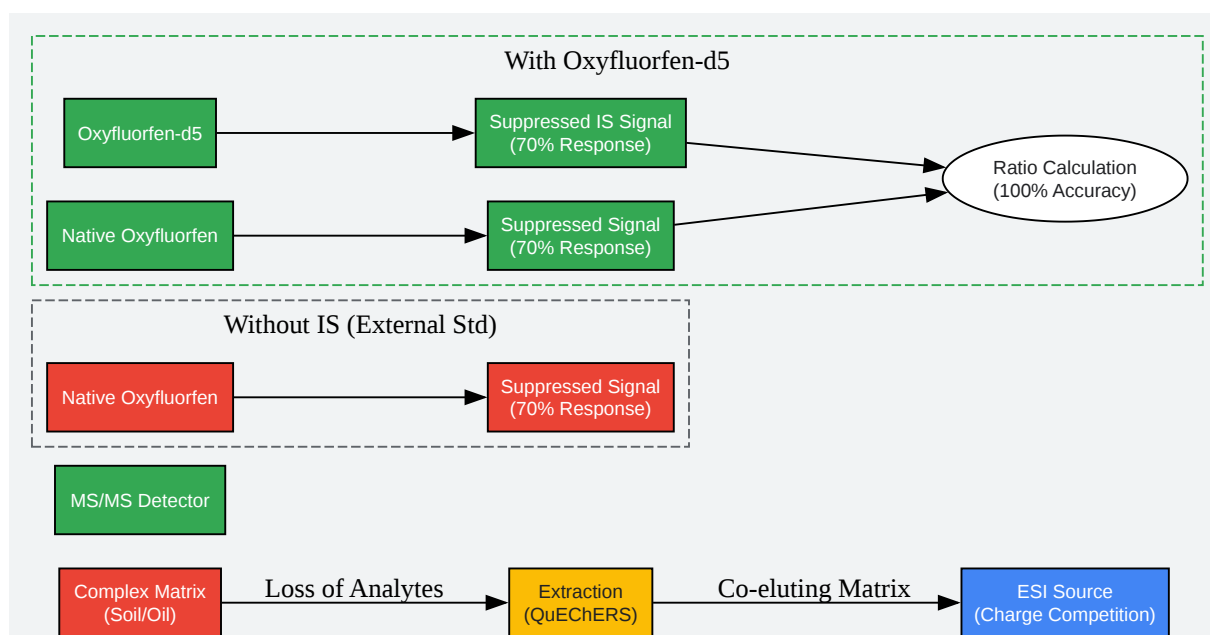 With Oxyfluorfen-d5
Oxyfluorfen-d5
Suppressed IS Signal
(70% Response)
Ratio Calculation
(100% Accuracy)
Native Oxyfluorfen
Suppressed Signal
(70% Response)
Without IS (External Std)
Native Oxyfluorfen
Suppressed Signal
(70% Response)
MS/MS Detector
Complex Matrix
(Soil/Oil)
Loss of Analytes
Extraction
(QuEChERS)
Co-eluting Matrix
ESI Source
(Charge Competition)